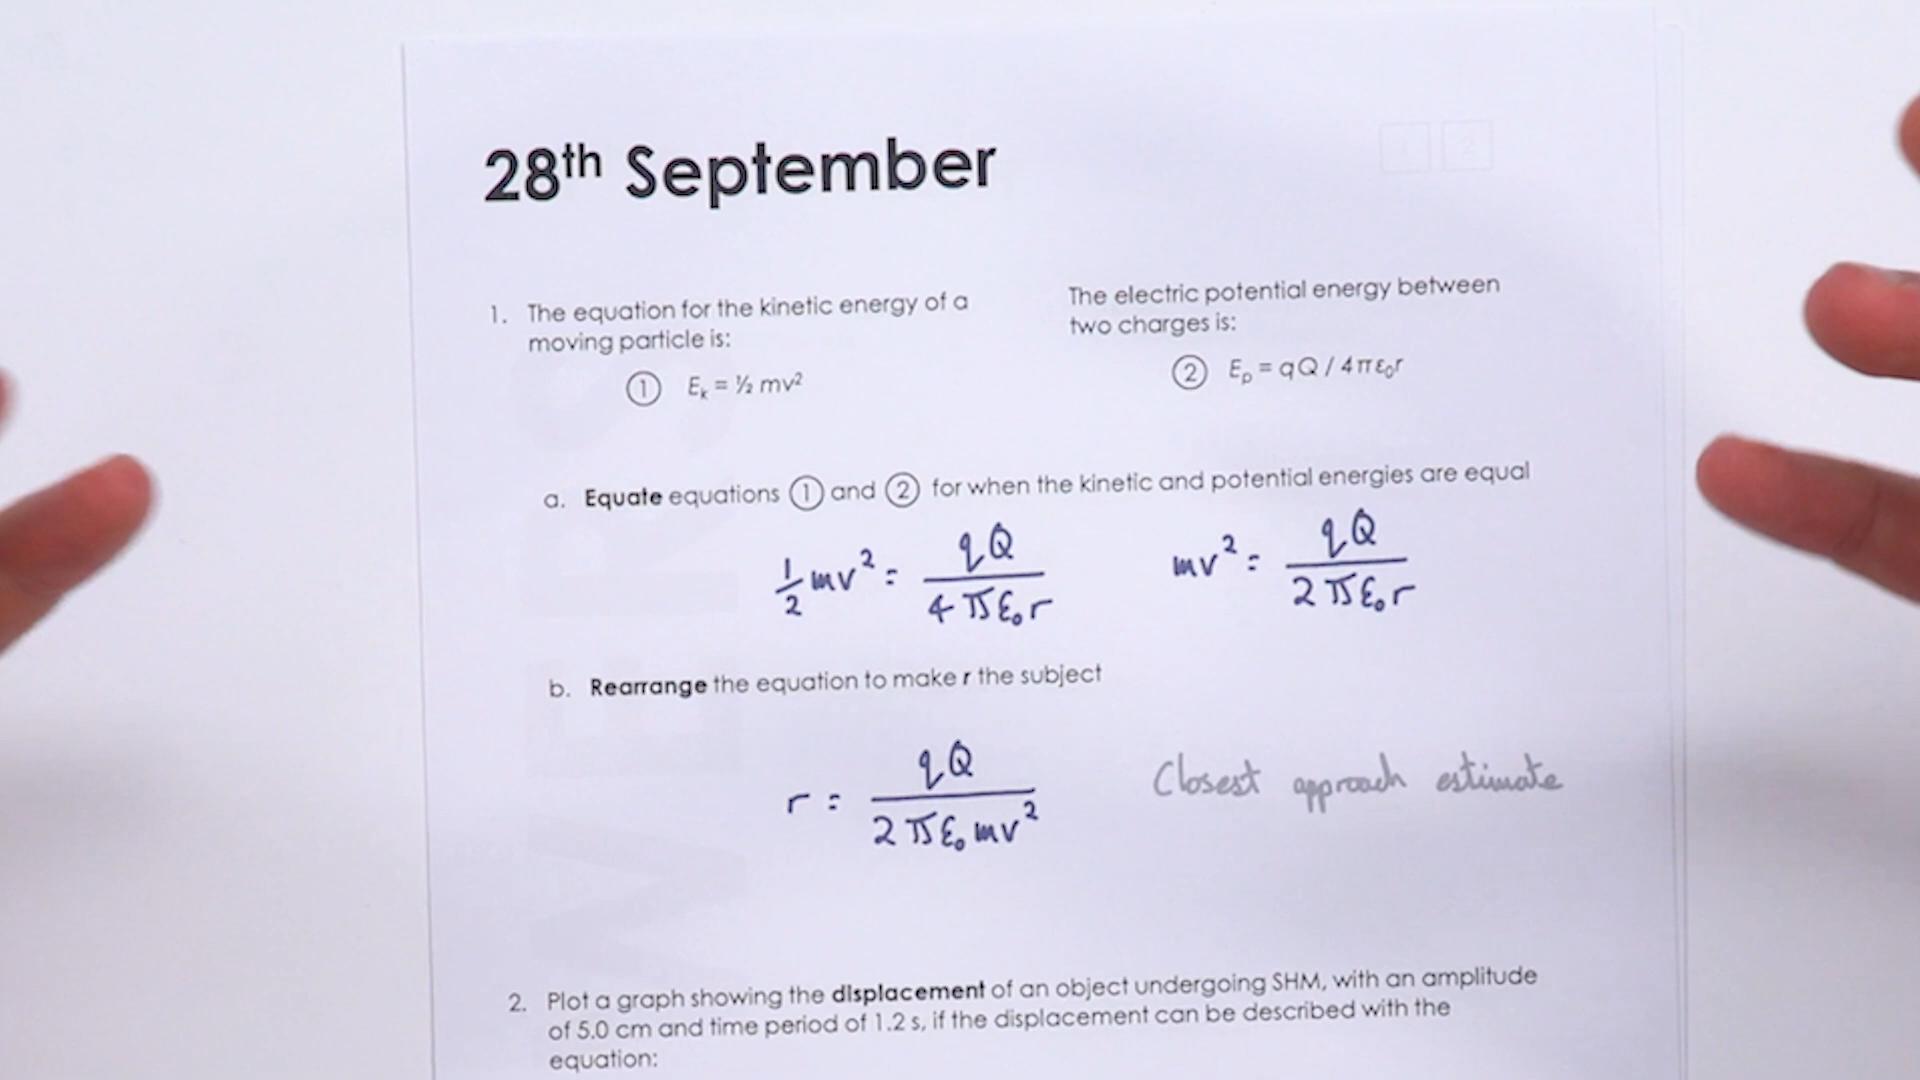 28th September
1. The equation for the kinetic energy of a
moving particle is:
① Eₖ = ½ mv²
The electric potential energy between
two charges is:
② Eₚ = qQ / 4πε₀r
a. Equate equations ① and ② for when the kinetic and potential energies are equal
½mv² = qQ / 4πε₀r    mv² = qQ / 2πε₀r
b. Rearrange the equation to make r the subject
r = qQ / 2πε₀mv²    Closest approach estimate
2. Plot a graph showing the displacement of an object undergoing SHM, with an amplitude
of 5.0 cm and time period of 1.2 s, if the displacement can be described with the
equation: